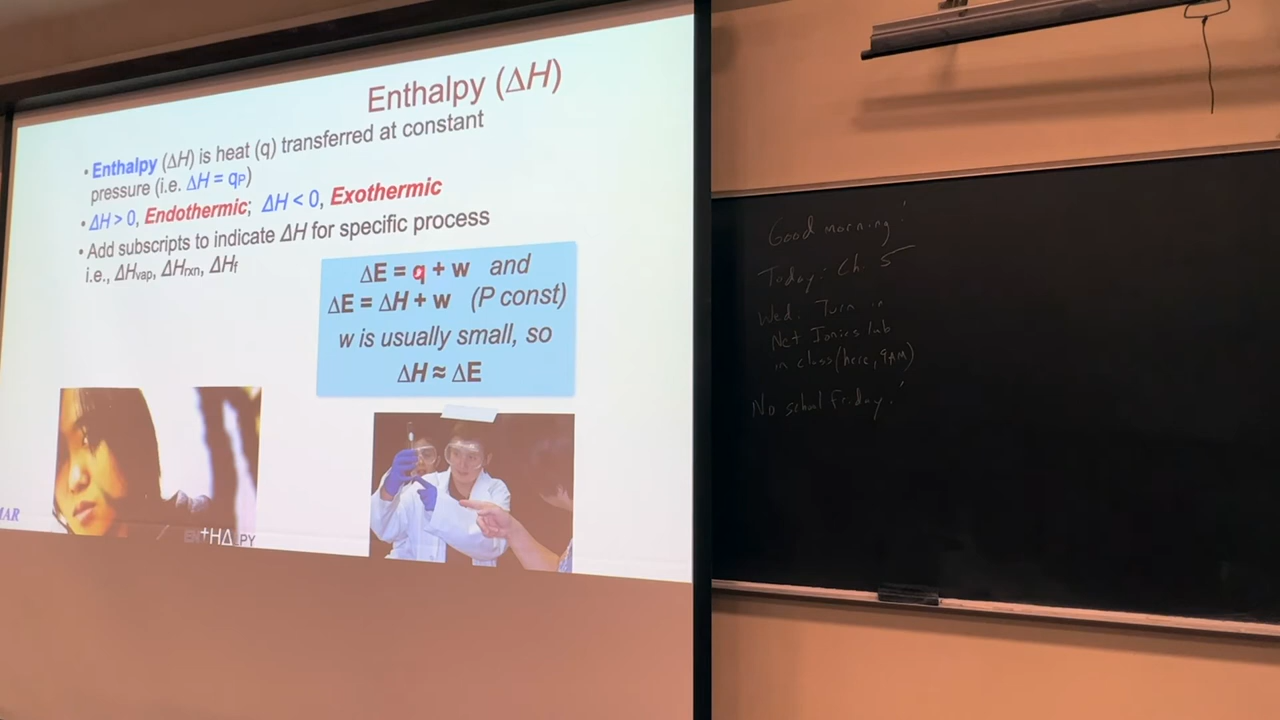 Enthalpy (ΔH)
• Enthalpy (ΔH) is heat (q) transferred at constant
pressure (i.e. ΔH = qP)
• ΔH > 0, Endothermic; ΔH < 0, Exothermic
• Add subscripts to indicate ΔH for specific process
i.e., ΔHvap, ΔHrxn, ΔHf
ΔE = q + w and
ΔE = ΔH + w (P const)
w is usually small, so
ΔH ≈ ΔE
MAR
EN†HΔLPY
Good morning!
Today: Ch. 5
Wed. Turn in
Net Ionics lab
in class (here, 9AM)
No school Friday!